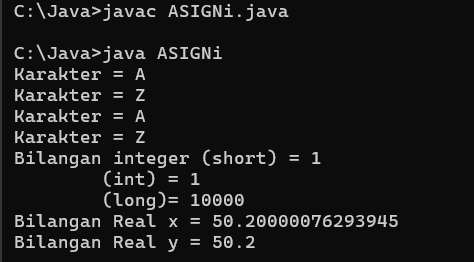 C:\Java>javac ASIGNi.java
C:\Java>java ASIGNi
Karakter = A
Karakter = Z
Karakter = A
Karakter = Z
Bilangan integer (short) = 1
(int) = 1
(long)= 10000
Bilangan Real x = 50.20000076293945
Bilangan Real y = 50.2